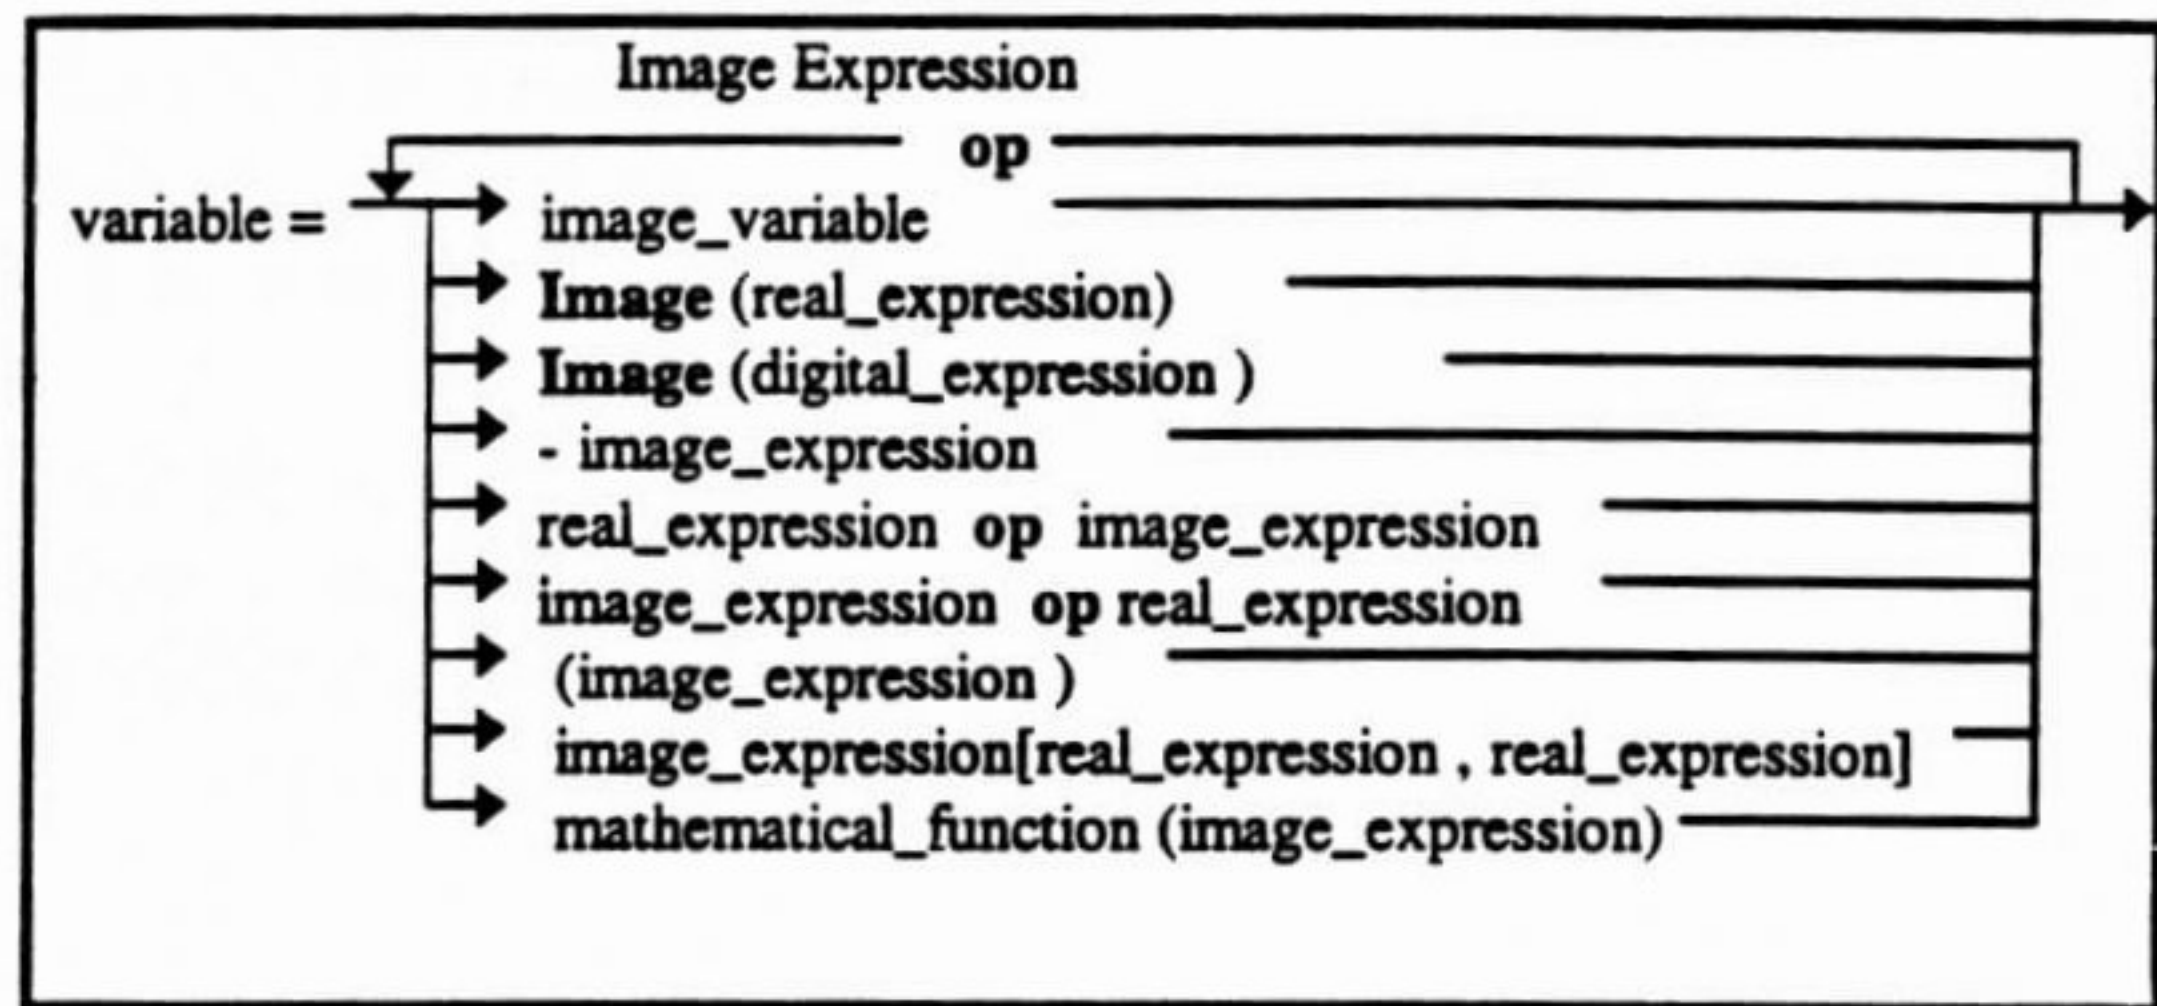 Image Expression
op
variable =
image_variable
Image (real_expression)
Image (digital_expression )
- image_expression
real_expression op image_expression
image_expression op real_expression
(image_expression )
image_expression[real_expression , real_expression]
mathematical_function (image_expression)